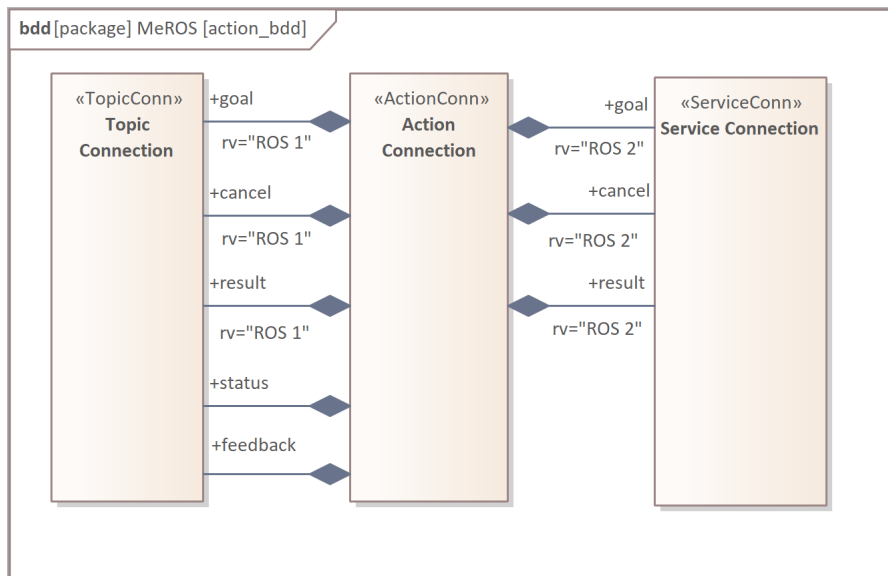 bdd [package] MeROS [action_bdd]
«TopicConn»
Topic
Connection
+goal
rv="ROS 1"
+cancel
rv="ROS 1"
+result
rv="ROS 1"
+status
+feedback
«ActionConn»
Action
Connection
+goal
rv="ROS 2"
+cancel
rv="ROS 2"
+result
rv="ROS 2"
«ServiceConn»
Service Connection